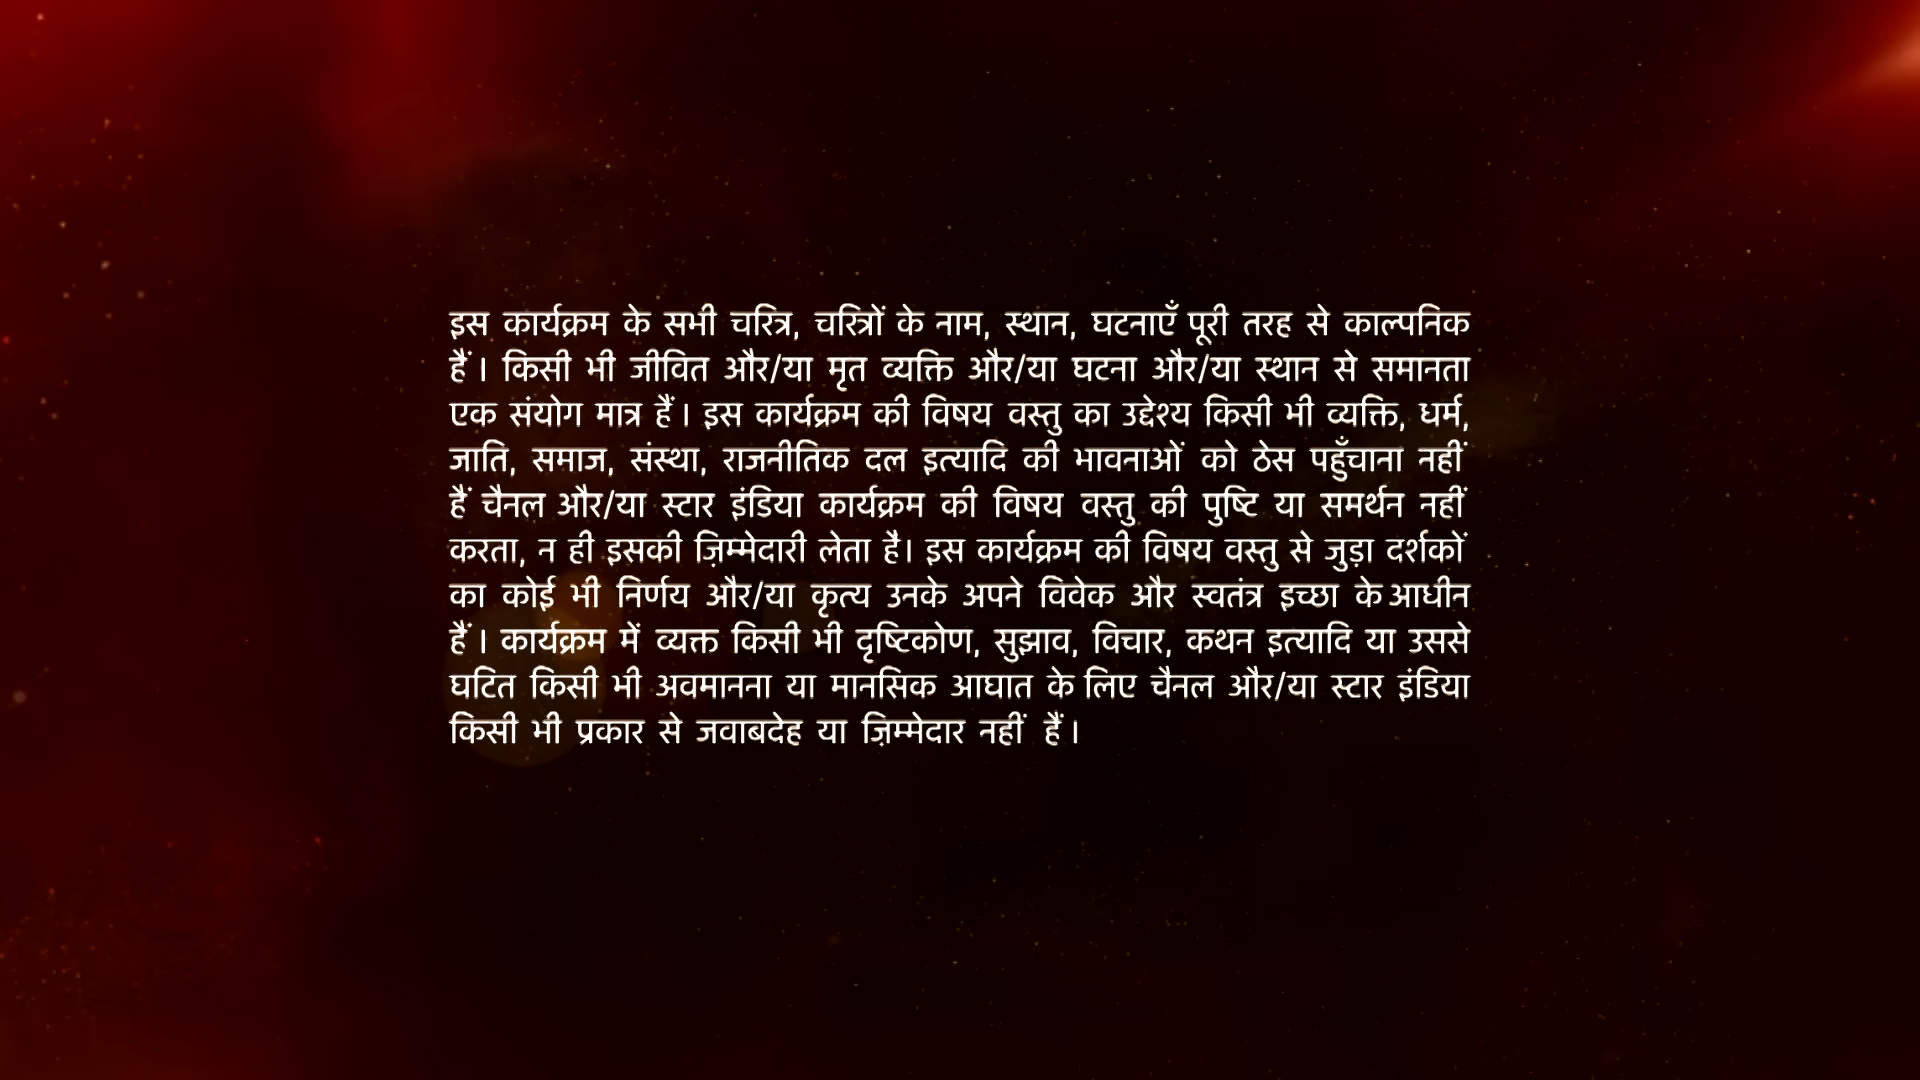 इस कार्यक्रम के सभी चरित्र, चरित्रों के नाम, स्थान, घटनाएँ पूरी तरह से काल्पनिक
हैं । किसी भी जीवित और/या मृत व्यक्ति और/या घटना और/या स्थान से समानता
एक संयोग मात्र हैं । इस कार्यक्रम की विषय वस्तु का उद्देश्य किसी भी व्यक्ति, धर्म,
जाति, समाज, संस्था, राजनीतिक दल इत्यादि की भावनाओं को ठेस पहुँचाना नहीं
हैं चैनल और/या स्टार इंडिया कार्यक्रम की विषय वस्तु की पुष्टि या समर्थन नहीं
करता, न ही इसकी ज़िम्मेदारी लेता है। इस कार्यक्रम की विषय वस्तु से जुड़ा दर्शकों
का कोई भी निर्णय और/या कृत्य उनके अपने विवेक और स्वतंत्र इच्छा के आधीन
हैं । कार्यक्रम में व्यक्त किसी भी दृष्टिकोण, सुझाव, विचार, कथन इत्यादि या उससे
घटित किसी भी अवमानना या मानसिक आघात के लिए चैनल और/या स्टार इंडिया
किसी भी प्रकार से जवाबदेह या ज़िम्मेदार नहीं हैं ।